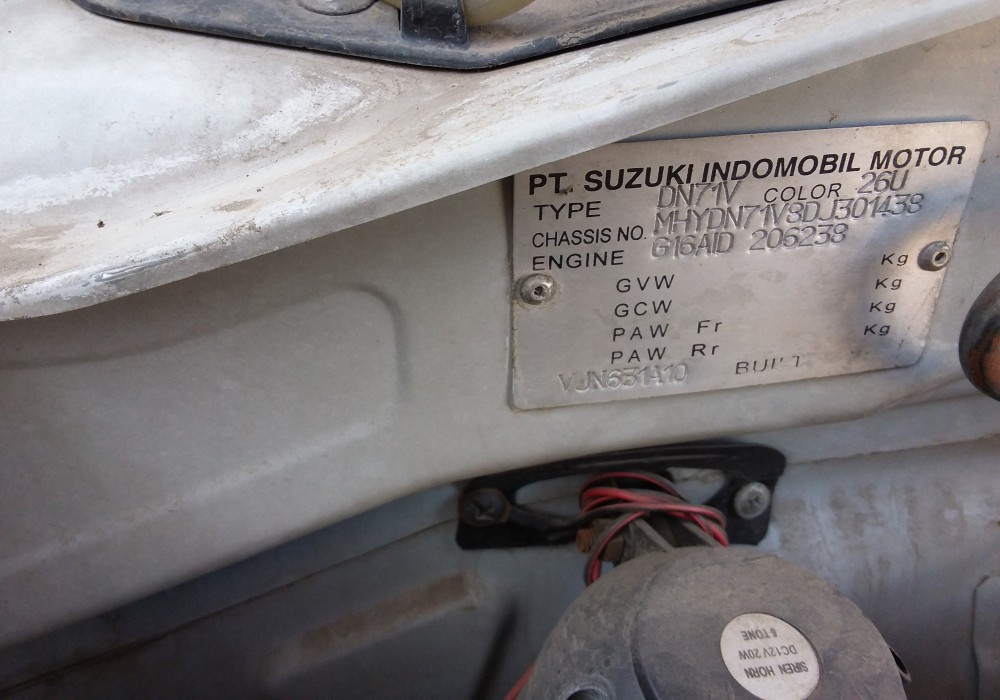 PT. SUZUKI INDOMOBIL MOTOR
TYPE DN71V COLOR 26U
CHASSIS NO. MHYDN71V8DJ301438
ENGINE G16AID 206238
GVW Kg
GCW Kg
PAW Fr Kg
PAW Rr Kg
VJN631A10 BUILT
SIREN HORN
DC12V 20W
6 TONE